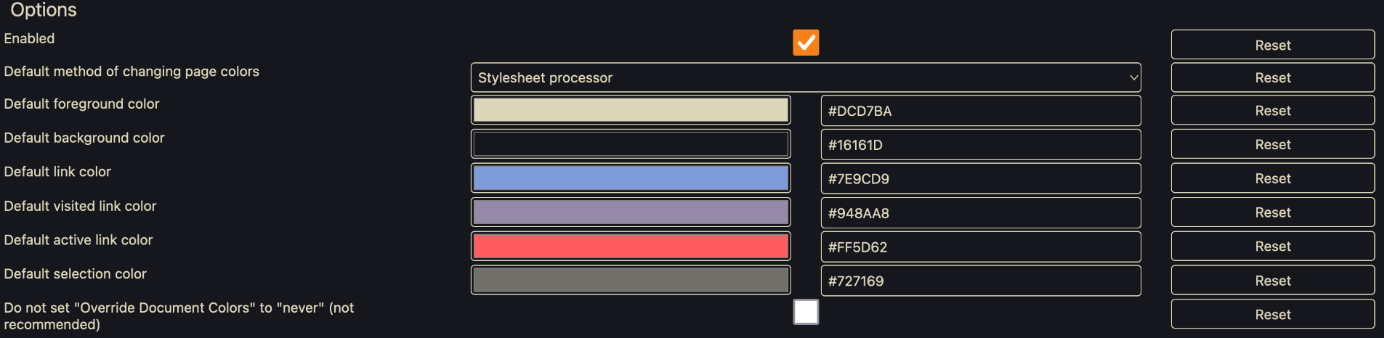 Options
Enabled
Reset
Default method of changing page colors
Stylesheet processor
Reset
Default foreground color
#DCD7BA
Reset
Default background color
#16161D
Reset
Default link color
#7E9CD9
Reset
Default visited link color
#948AA8
Reset
Default active link color
#FF5D62
Reset
Default selection color
#727169
Reset
Do not set "Override Document Colors" to "never" (not
recommended)
Reset